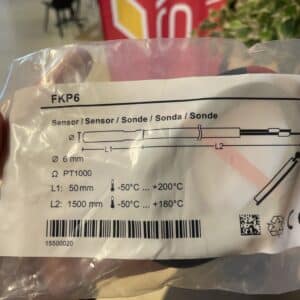 FKP6
Sensor / Sensor / Sonde / Sonda / Sonde
Ø
L1
L2
Ø 6 mm
Ω PT1000
L1: 50 mm -50°C ... +200°C
L2: 1500 mm -50°C ... +180°C
15500020